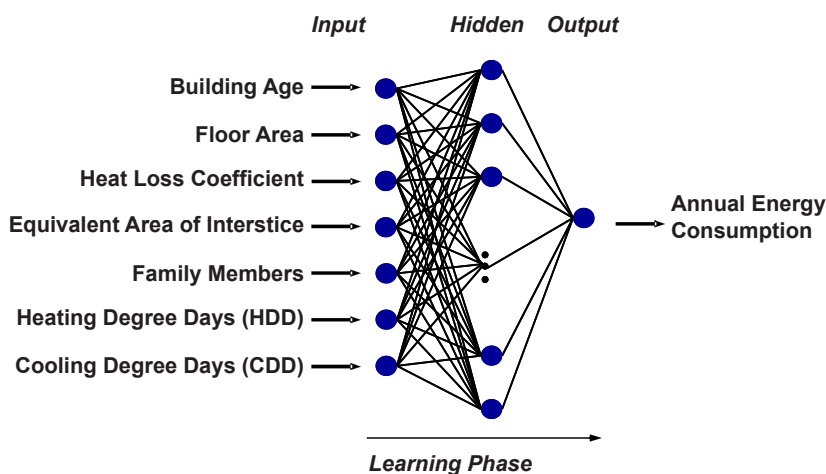 Input Hidden Output
Building Age
Floor Area
Heat Loss Coefficient
Equivalent Area of Interstice
Family Members
Heating Degree Days (HDD)
Cooling Degree Days (CDD)
Annual Energy
Consumption
Learning Phase